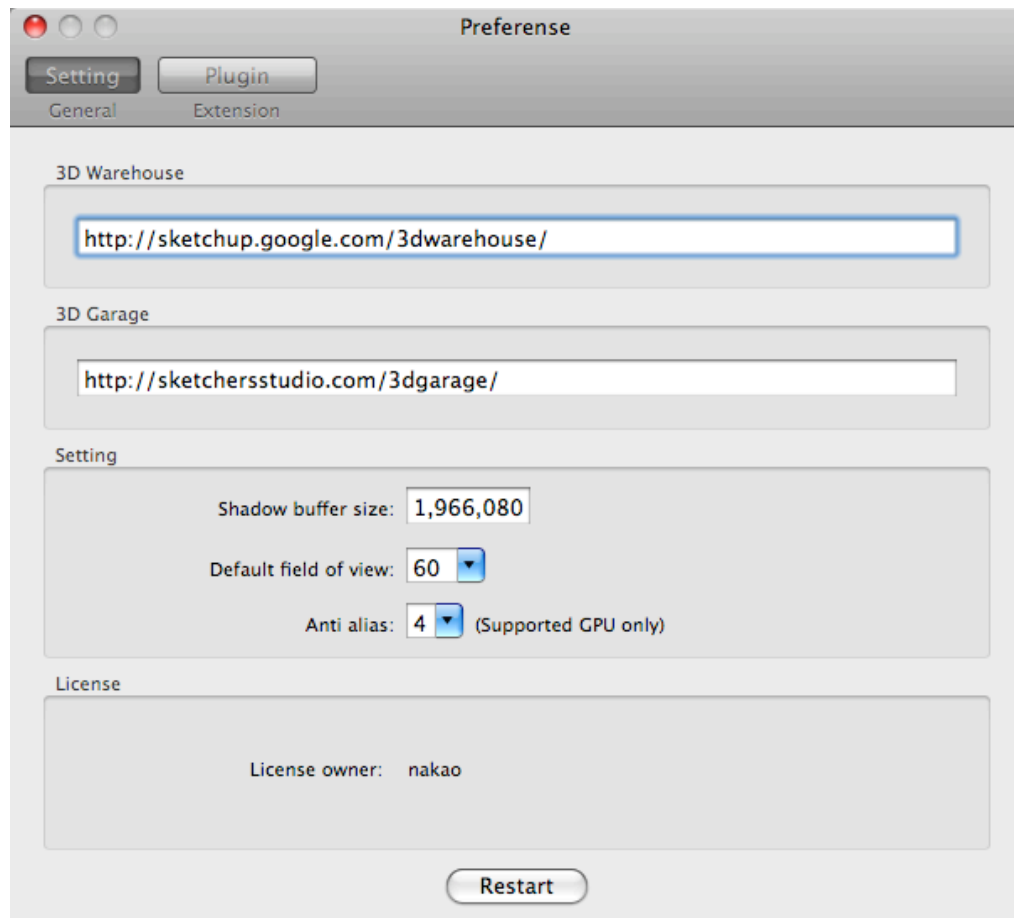 Preferense
Setting Plugin
General Extension
3D Warehouse
http://sketchup.google.com/3dwarehouse/
3D Garage
http://sketchersstudio.com/3dgarage/
Setting
Shadow buffer size: 1,966,080
Default field of view: 60
Anti alias: 4 (Supported GPU only)
License
License owner: nakao
Restart